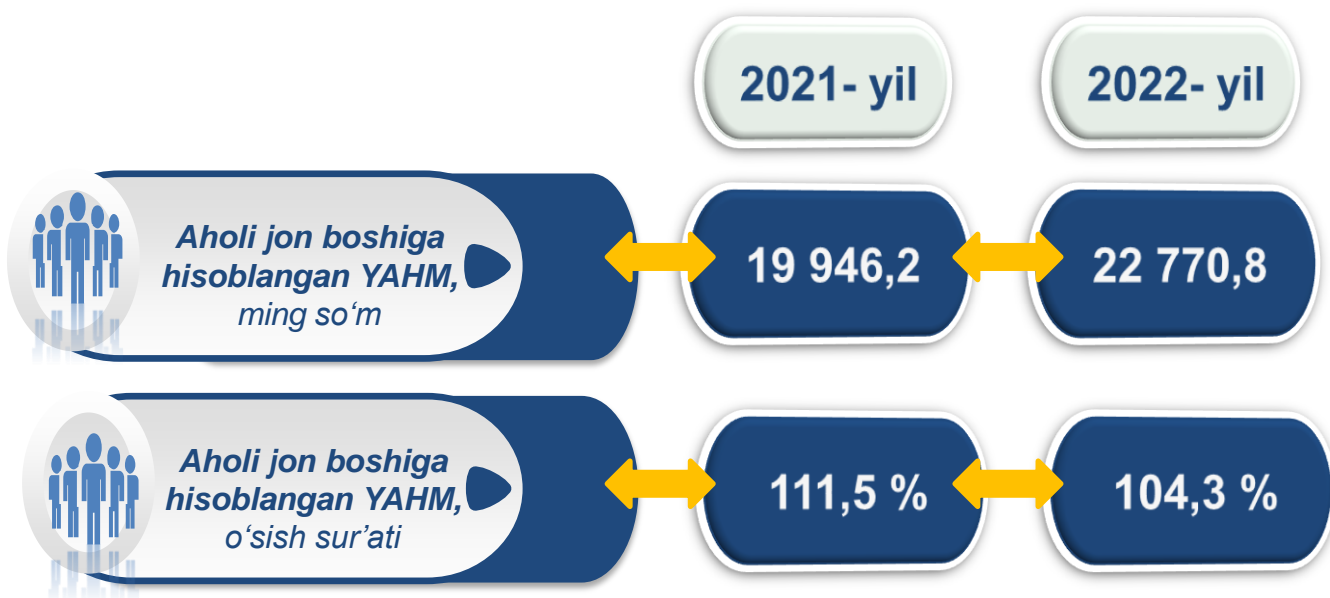 2021- yil
2022- yil
Aholi jon boshiga
hisoblangan YAHM,
ming so‘m
19 946,2
22 770,8
Aholi jon boshiga
hisoblangan YAHM,
o‘sish sur’ati
111,5 %
104,3 %